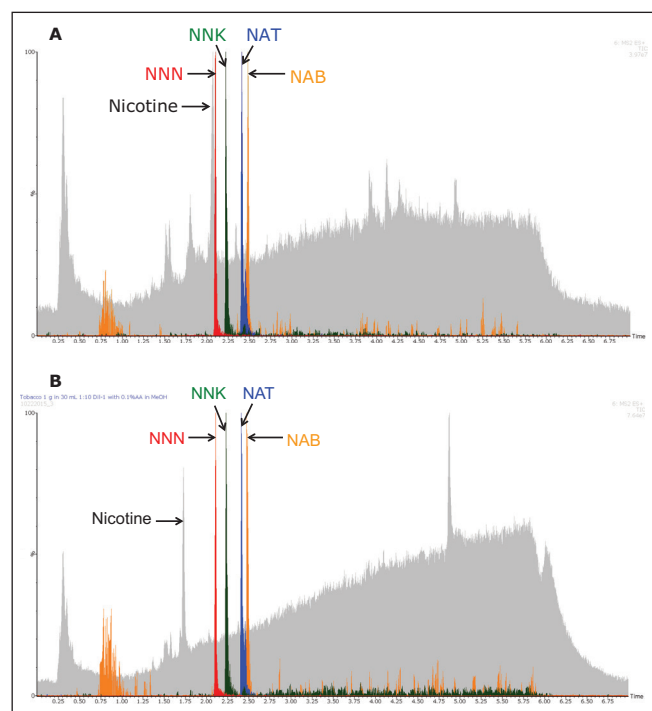 A
NNK NAT
NNN
NAB
Nicotine
TIC
100
%
0
0.25 0.50 0.75 1.00 1.25 1.50 1.75 2.00 2.25 2.50 2.75 3.00 3.25 3.50 3.75 4.00 4.25 4.50 4.75 5.00 5.25 5.50 5.75 6.00 6.25 6.50 6.75 Time
B
Tobacco 1 g in 30 mL 1:10 Dil-1 with 0.1%AA in MeOH
NNK NAT
NNN
NAB
Nicotine
TIC
100
%
0
0.25 0.50 0.75 1.00 1.25 1.50 1.75 2.00 2.25 2.50 2.75 3.00 3.25 3.50 3.75 4.00 4.25 4.50 4.75 5.00 5.25 5.50 5.75 6.00 6.25 6.50 6.75 Time